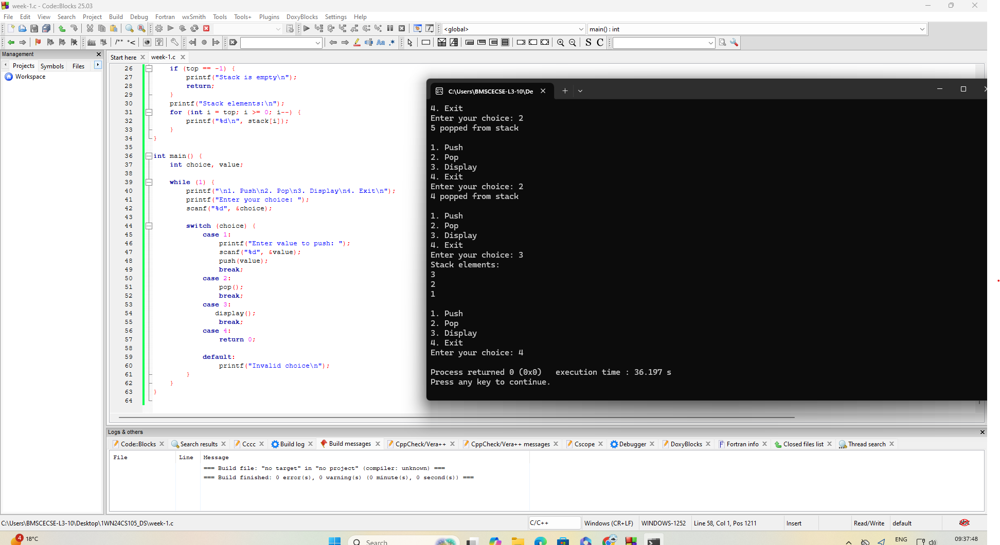 week-1.c - Code::Blocks 25.03
File Edit View Search Project Build Debug Fortran wxSmith Tools Tools+ Plugins DoxyBlocks Settings Help
<global>
main() : int
/** *<
Aa .*
S C
Management
Projects Symbols Files
Workspace
Start here
week-1.c
26 if (top == -1) {
27 printf("Stack is empty\n");
28 return;
29 }
30 printf("Stack elements:\n");
31 for (int i = top; i >= 0; i--) {
32 printf("%d\n", stack[i]);
33 }
34 }
35
36 int main() {
37 int choice, value;
38
39 while (1) {
40 printf("\n1. Push\n2. Pop\n3. Display\n4. Exit\n");
41 printf("Enter your choice: ");
42 scanf("%d", &choice);
43
44 switch (choice) {
45 case 1:
46 printf("Enter value to push: ");
47 scanf("%d", &value);
48 push(value);
49 break;
50 case 2:
51 pop();
52 break;
53 case 3:
54 display();
55 break;
56 case 4:
57 return 0;
58
59 default:
60 printf("Invalid choice\n");
61 }
62 }
63 }
64
C:\Users\BMSCECSE-L3-10\De
4. Exit
Enter your choice: 2
5 popped from stack
1. Push
2. Pop
3. Display
4. Exit
Enter your choice: 2
4 popped from stack
1. Push
2. Pop
3. Display
4. Exit
Enter your choice: 3
Stack elements:
3
2
1
1. Push
2. Pop
3. Display
4. Exit
Enter your choice: 4
Process returned 0 (0x0) execution time : 36.197 s
Press any key to continue.
Logs & others
Code::Blocks Search results Cccc Build log Build messages CppCheck/Vera++ CppCheck/Vera++ messages Cscope Debugger DoxyBlocks Fortran info Closed files list Thread search
File Line Message
=== Build file: "no target" in "no project" (compiler: unknown) ===
=== Build finished: 0 error(s), 0 warning(s) (0 minute(s), 0 second(s)) ===
C:\Users\BMSCECSE-L3-10\Desktop\1WN24CS105_DS\week-1.c C/C++ Windows (CR+LF) WINDOWS-1252 Line 58, Col 1, Pos 1211 Insert Read/Write default abc
4 18°C Search ENG 09:37:48